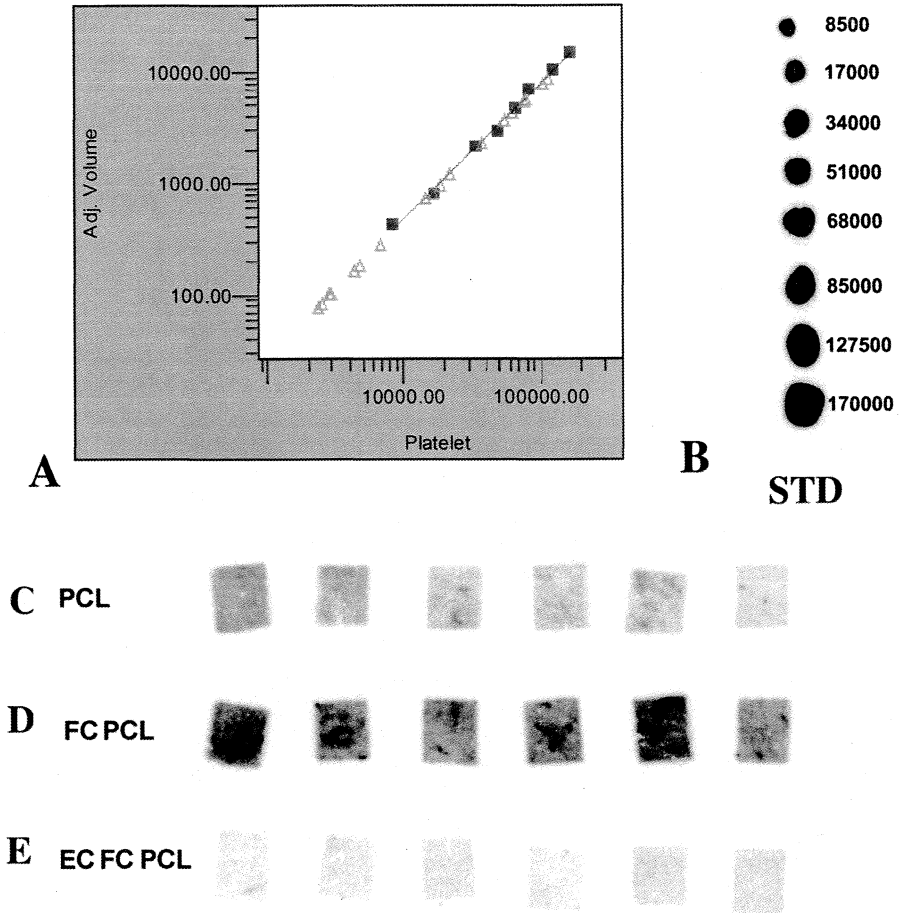 Adj. Volume
10000.00
1000.00
100.00
10000.00
100000.00
Platelet
A
8500
17000
34000
51000
68000
85000
127500
170000
B
STD
C PCL
D FC PCL
E EC FC PCL